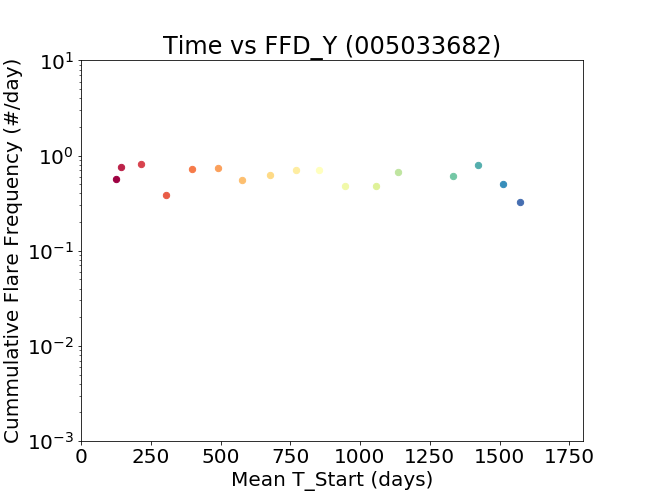 Time vs FFD_Y (005033682)
Cummulative Flare Frequency (#/day)
10^1
10^0
10^-1
10^-2
10^-3
0 250 500 750 1000 1250 1500 1750
Mean T_Start (days)